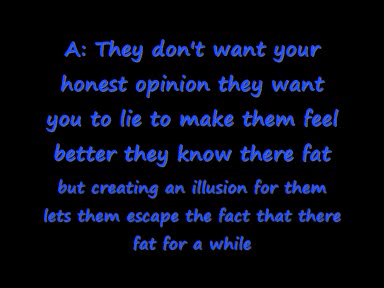 A: They don't want your
honest opinion they want
you to lie to make them feel
better they know there fat
but creating an illusion for them
lets them escape the fact that there
fat for a while